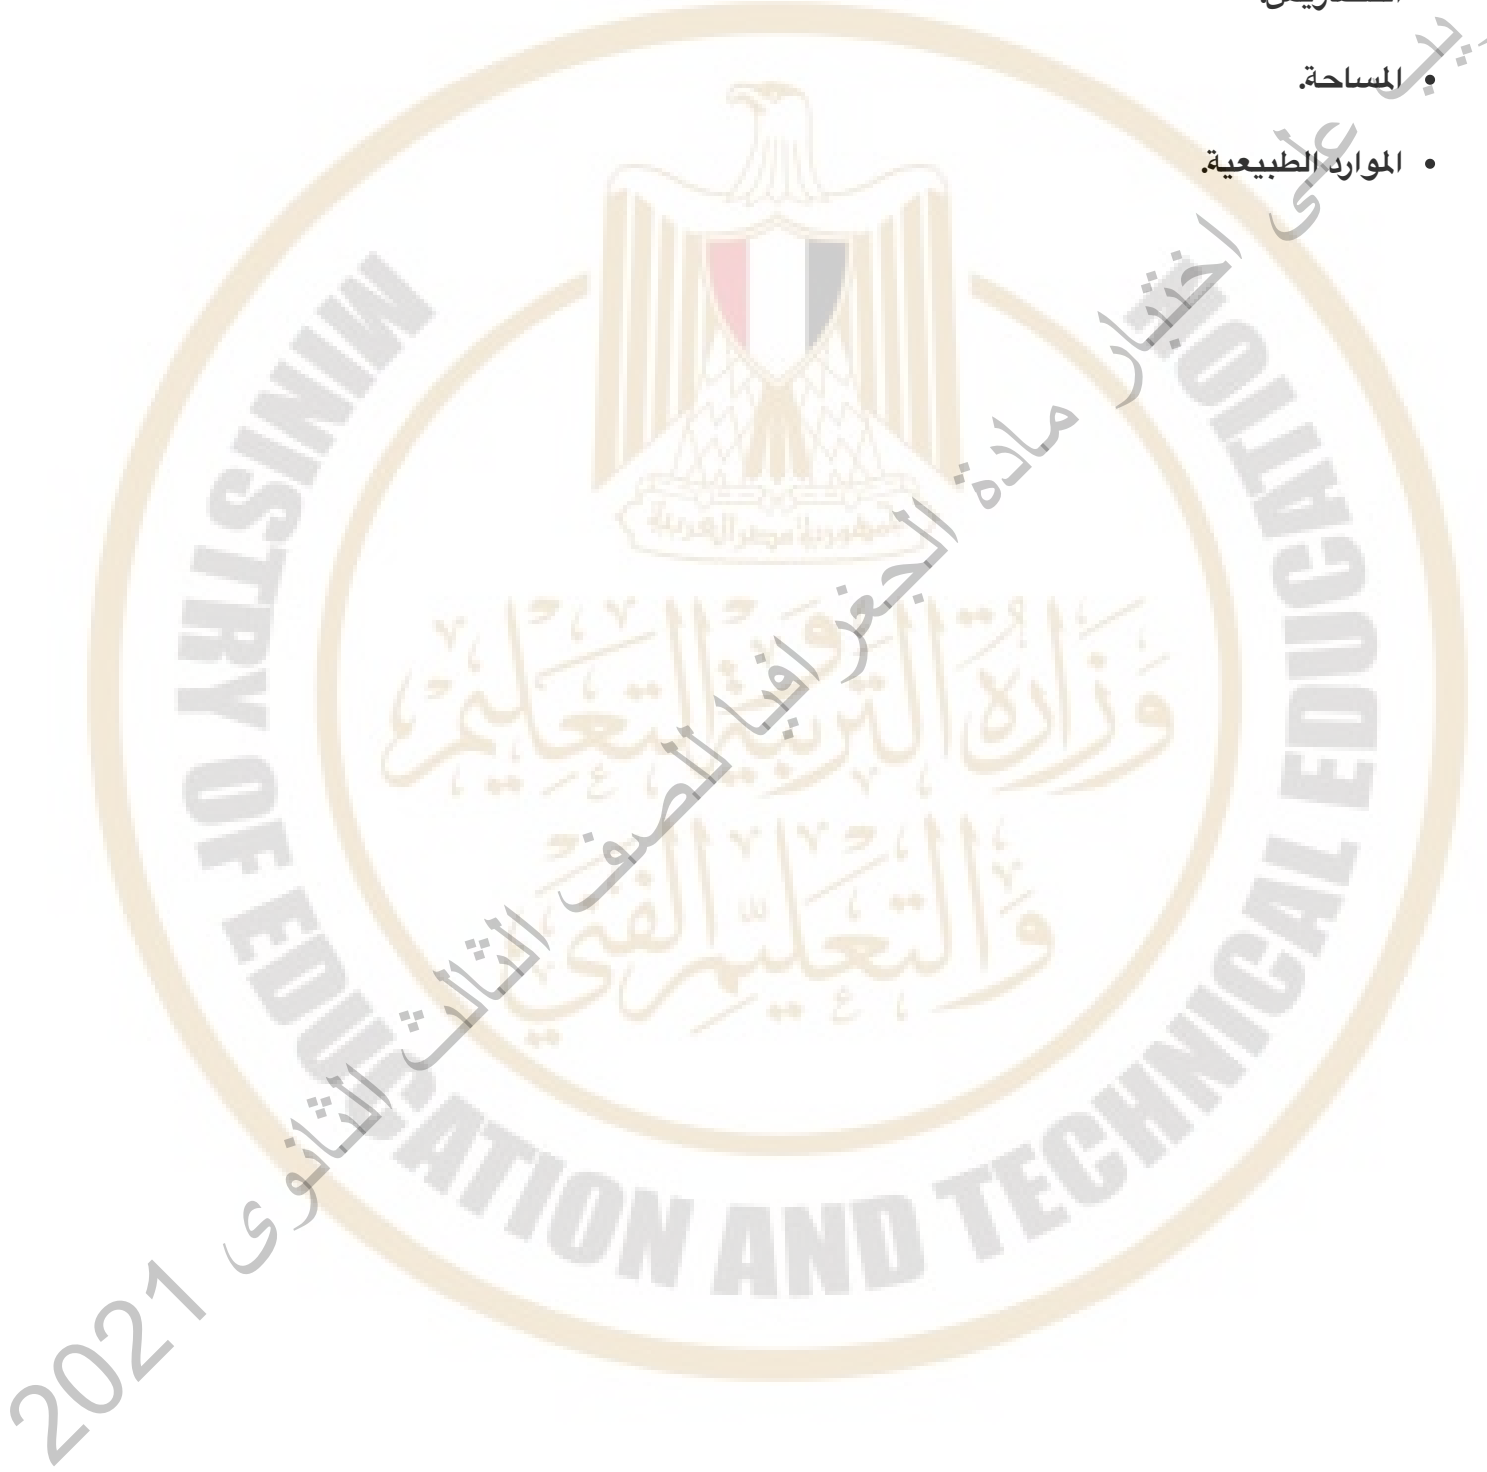 • المساحة.
• الموارد الطبيعية.
على اختبار مادة الجغرافيا للصف الثالث الثانوى 2021
جمهورية مصر العربية
وزارة التربية والتعليم
والتعليم الفني
MINISTRY OF EDUCATION AND TECHNICAL EDUCATION